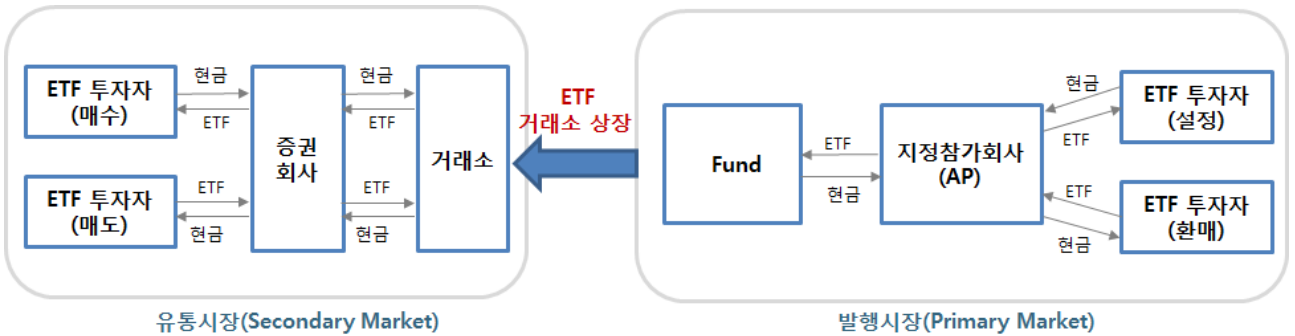 ETF 투자자
(매수)
현금
ETF
증권
회사
현금
ETF
거래소
ETF 투자자
(매도)
ETF
현금
ETF
현금
유통시장(Secondary Market)
ETF
거래소 상장
Fund
ETF
현금
지정참가회사
(AP)
현금
ETF
ETF 투자자
(설정)
ETF
현금
ETF 투자자
(환매)
발행시장(Primary Market)